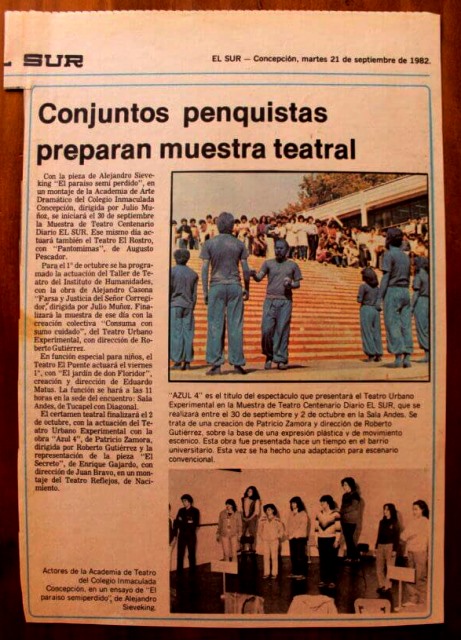 L SUR
EL SUR — Concepción, martes 21 de septiembre de 1982.
Conjuntos penquistas
preparan muestra teatral
Con la pieza de Alejandro Sieve-
king "El paraíso semi perdido", en
un montaje de la Academia de Arte
Dramático del Colegio Inmaculada
Concepción, dirigida por Julio Mu-
ñoz, se iniciará el 30 de septiembre
la Muestra de Teatro Centenario
Diario EL SUR. Ese mismo día ac-
tuará también el Teatro El Rostro,
con "Pantomimas", de Augusto
Pescador.
Para el 1º de octubre se ha progra-
mado la actuación del Taller de Te-
atro del Instituto de Humanidades,
con la obra de Alejandro Cazona
"Farsa y Justicia del Señor Corregi-
dor", dirigida por Julio Muñoz. Fina-
lizará la muestra de ese día con la
creación colectiva "Consuma con
sumo cuidado", del Teatro Urbano
Experimental, con dirección de Ro-
berto Gutiérrez.
En función especial para niños, el
Teatro El Puente actuará el viernes
1º, con "El jardín de don Floridor",
creación y dirección de Eduardo
Matus. La función se hará a las 11
horas en la sede del encuentro: Sala
Andes, de Tucapel con Diagonal.
El certamen teatral finalizará el 2
de octubre, con la actuación del Te-
atro Urbano Experimental con la
obra "Azul 4", de Patricio Zamora,
dirigida por Roberto Gutiérrez y la
representación de la pieza "El
Secreto", de Enrique Gajardo, con
dirección de Juan Bravo, en un mon-
taje del Teatro Reflejos, de Naci-
miento.
"AZUL 4" es el título del espectáculo que presentará el Teatro Urbano
Experimental en la Muestra de Teatro Centenario Diario EL SUR, que se
realizará entre el 30 de septiembre y 2 de octubre en la Sala Andes. Se
trata de una creación de Patricio Zamora y dirección de Roberto
Gutiérrez, sobre la base de una expresión plástica y de movimiento
escénico. Esta obra fue presentada hace un tiempo en el barrio
universitario. Esta vez se ha hecho una adaptación para escenario
convencional.
Actores de la Academia de Teatro
del Colegio Inmaculada
Concepción, en un ensayo de "El
paraíso semiperdido", de Alejandro
Sieveking.